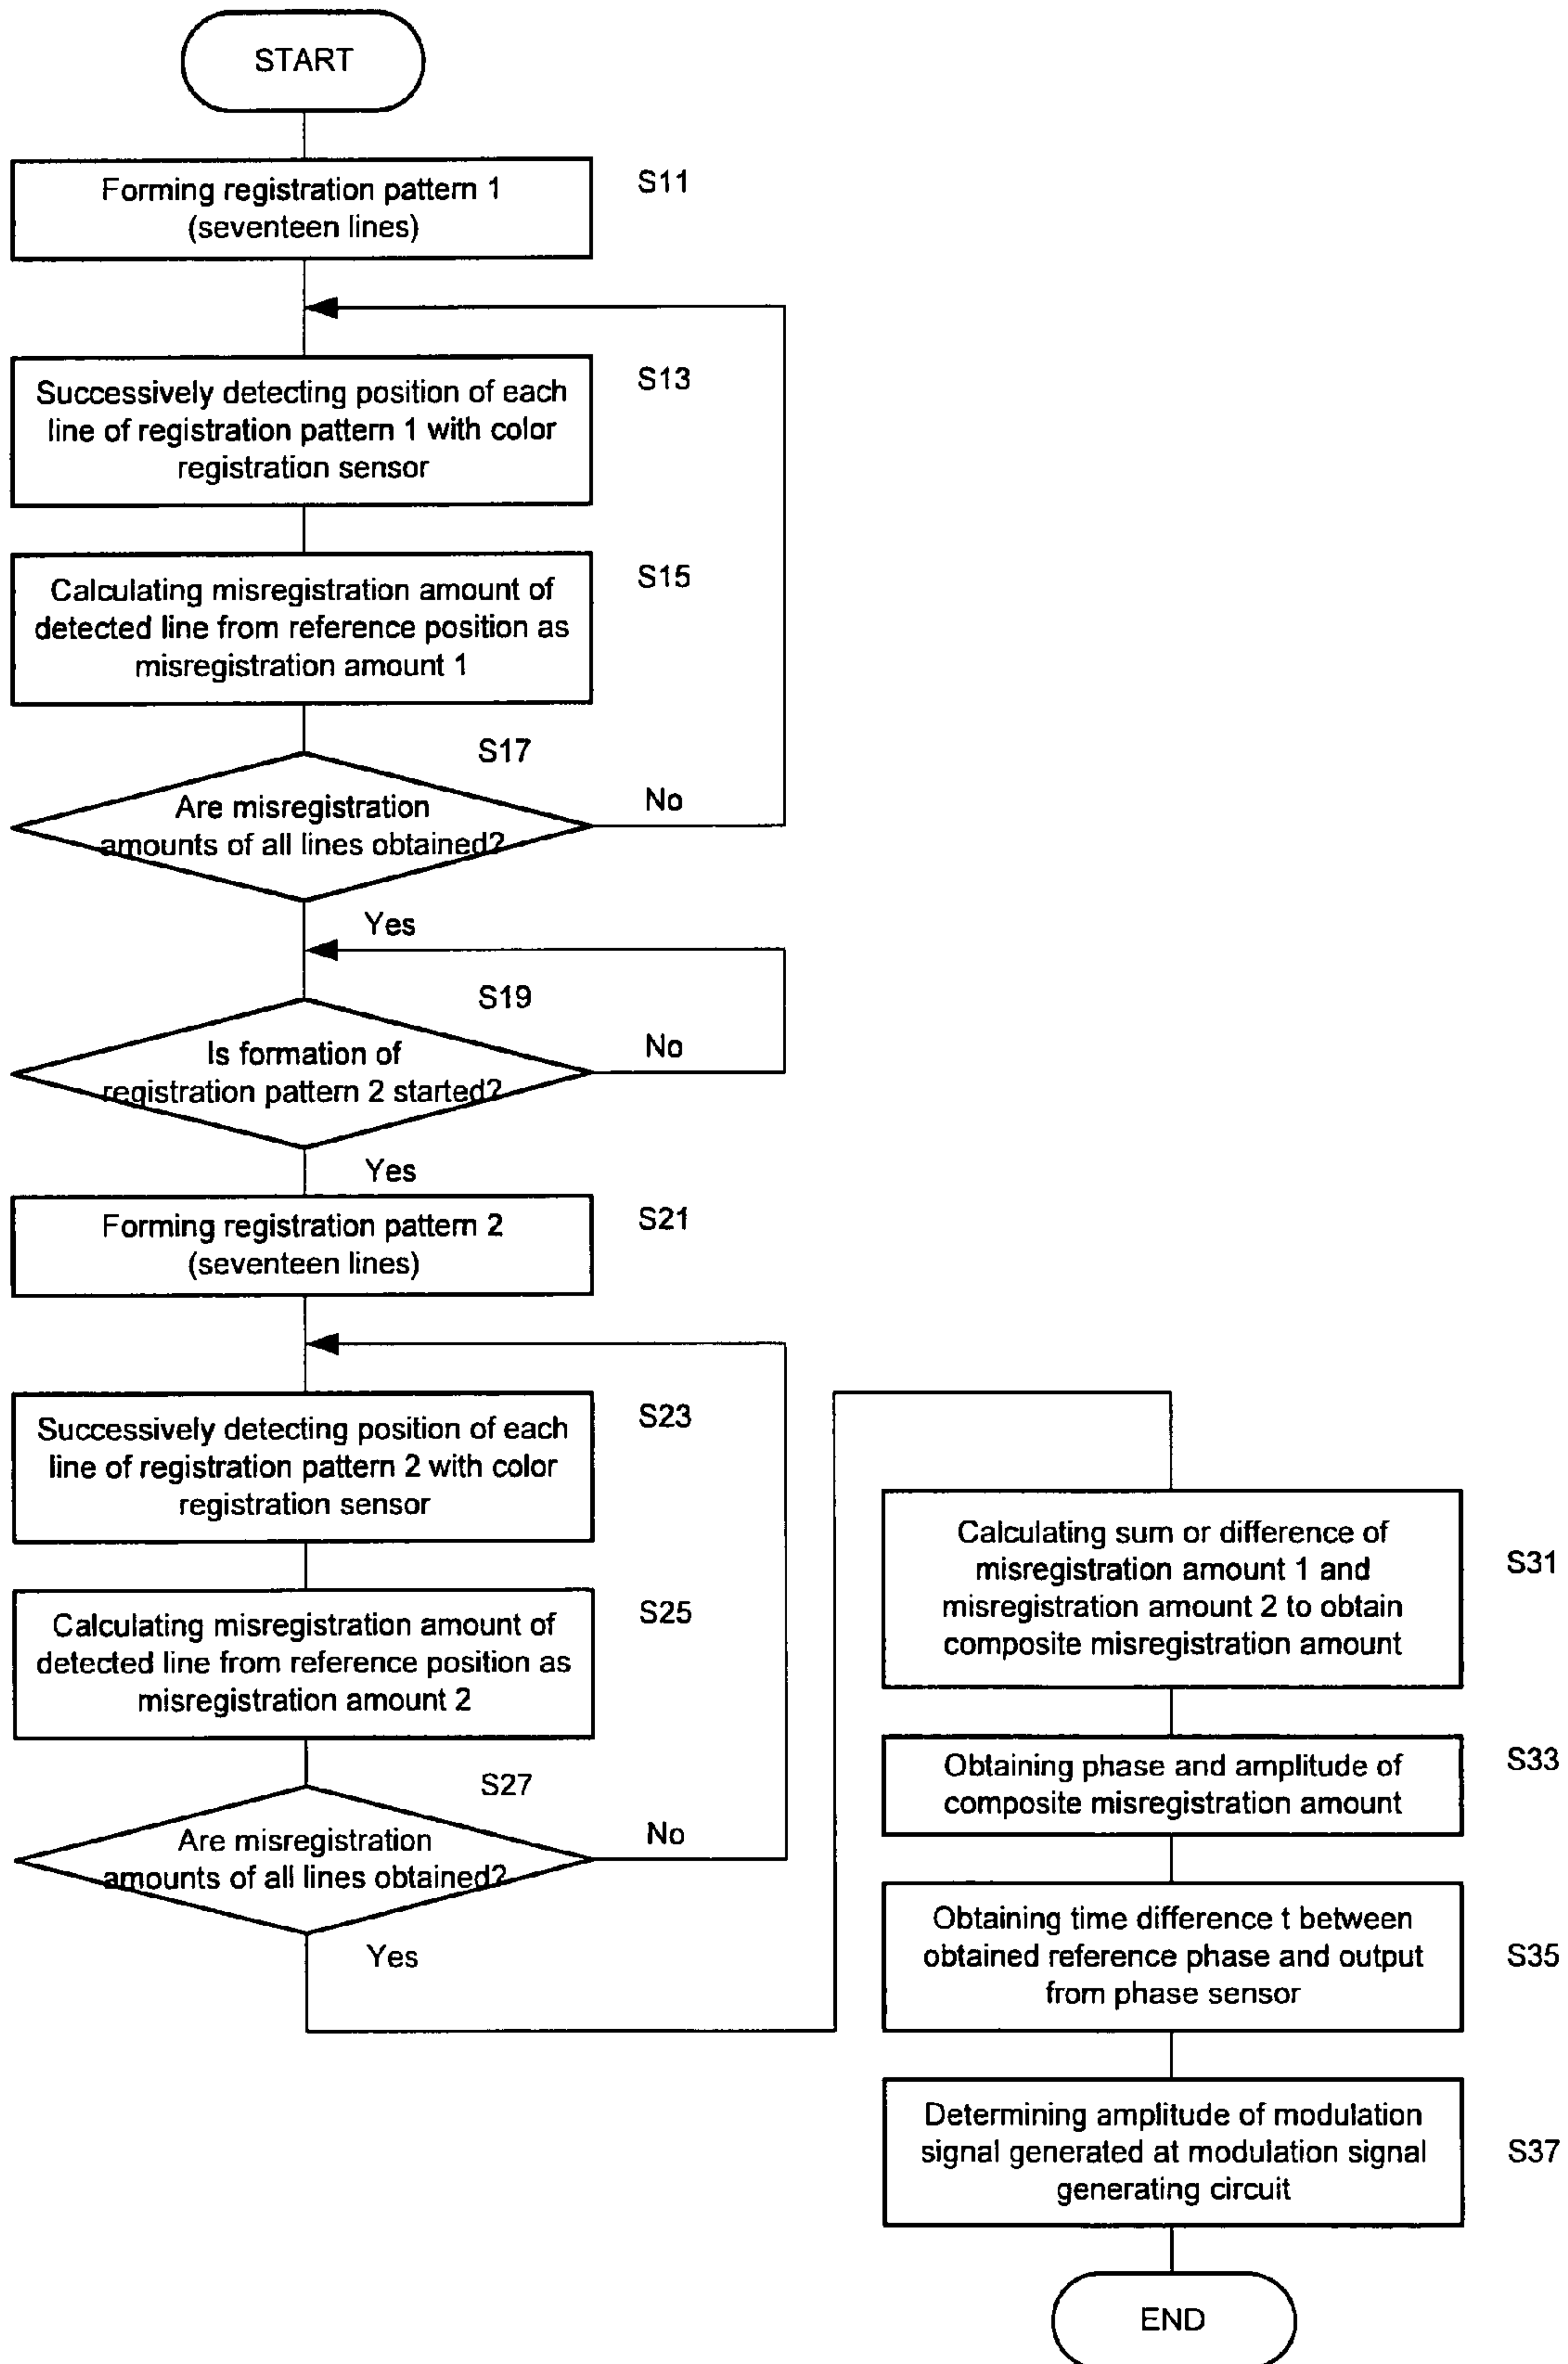 START
Forming registration pattern 1
(seventeen lines)
S11
Successively detecting position of each
line of registration pattern 1 with color
registration sensor
S13
Calculating misregistration amount of
detected line from reference position as
misregistration amount 1
S15
S17
Are misregistration
amounts of all lines obtained?
No
Yes
S19
Is formation of
registration pattern 2 started?
No
Yes
Forming registration pattern 2
(seventeen lines)
S21
Successively detecting position of each
line of registration pattern 2 with color
registration sensor
S23
Calculating misregistration amount of
detected line from reference position as
misregistration amount 2
S25
S27
Are misregistration
amounts of all lines obtained?
No
Yes
Calculating sum or difference of
misregistration amount 1 and
misregistration amount 2 to obtain
composite misregistration amount
S31
Obtaining phase and amplitude of
composite misregistration amount
S33
Obtaining time difference t between
obtained reference phase and output
from phase sensor
S35
Determining amplitude of modulation
signal generated at modulation signal
generating circuit
S37
END